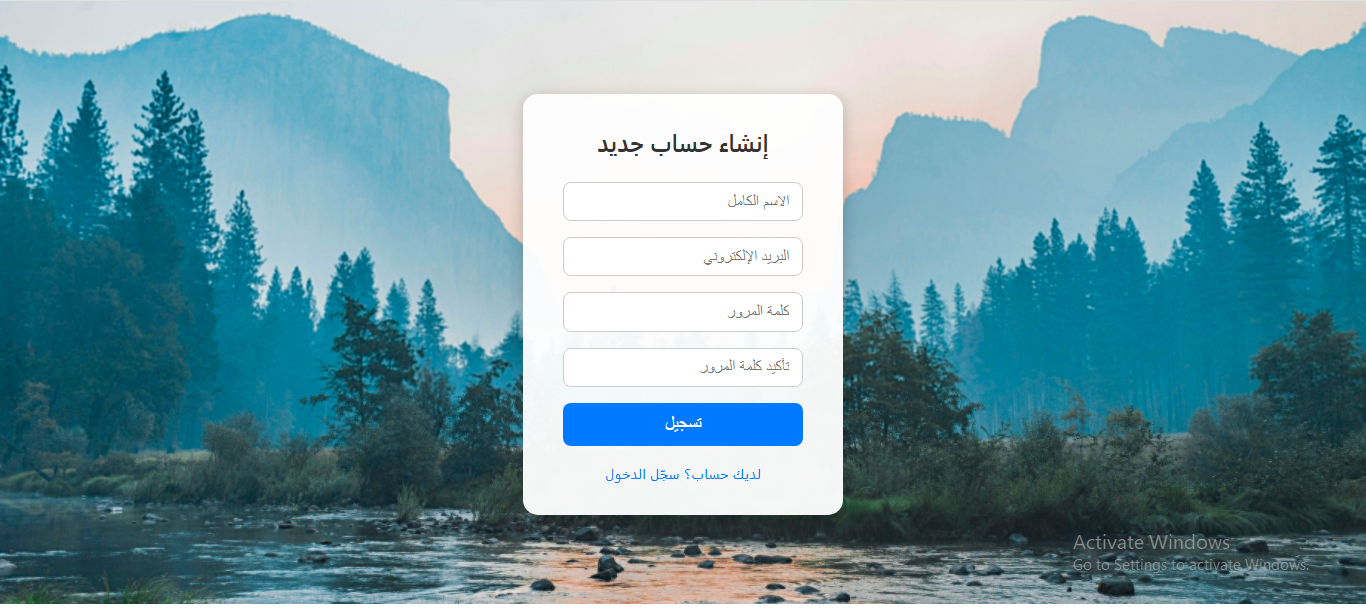 إنشاء حساب جديد
الاسم الكامل
البريد الإلكتروني
كلمة المرور
تأكيد كلمة المرور
تسجيل
لديك حساب؟ سجّل الدخول
Activate Windows
Go to Settings to activate Windows.